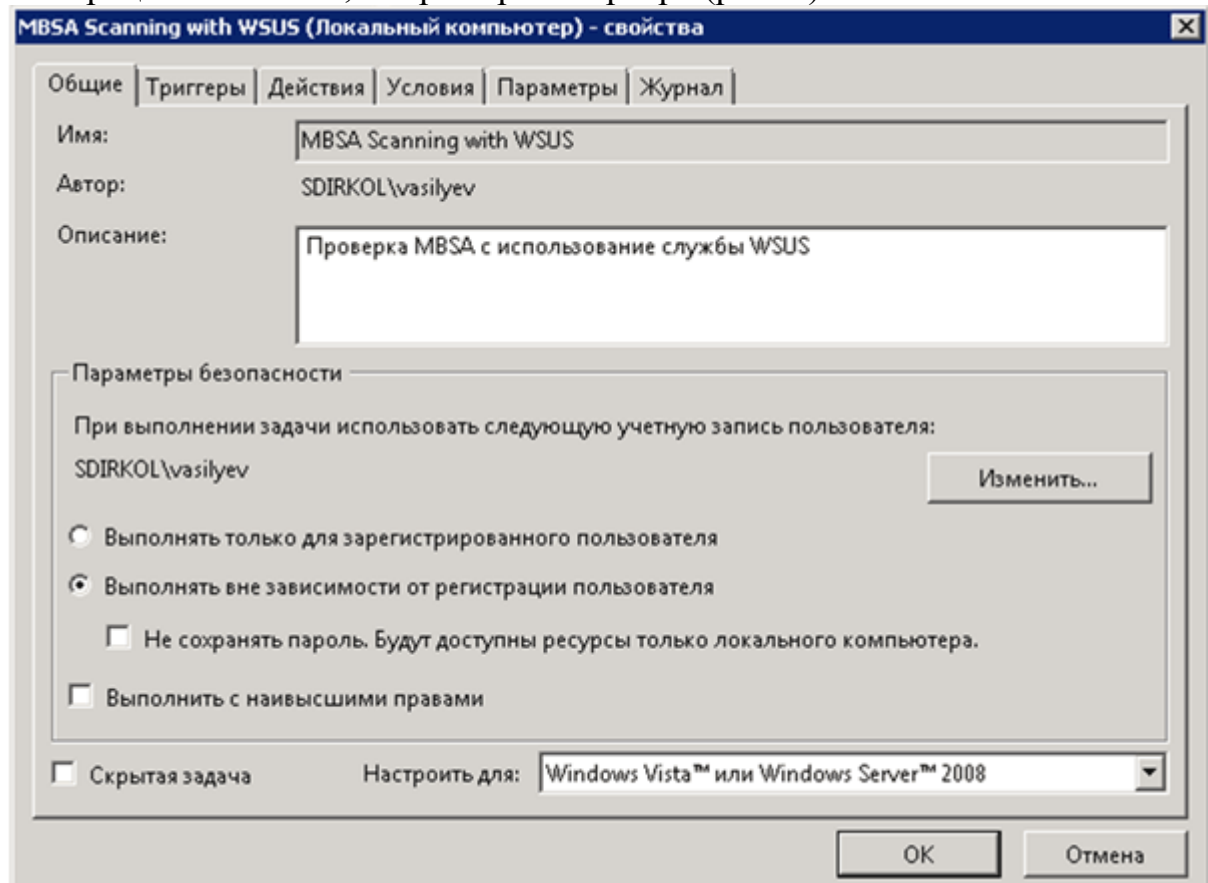 MBSA Scanning with WSUS (Локальный компьютер) - свойства
Общие Триггеры Действия Условия Параметры Журнал
Имя: MBSA Scanning with WSUS
Автор: SDIRKOL\vasilyev
Описание: Проверка MBSA с использование службы WSUS
Параметры безопасности
При выполнении задачи использовать следующую учетную запись пользователя:
SDIRKOL\vasilyev Изменить...
Выполнять только для зарегистрированного пользователя
Выполнять вне зависимости от регистрации пользователя
Не сохранять пароль. Будут доступны ресурсы только локального компьютера.
Выполнить с наивысшими правами
Скрытая задача Настроить для: Windows Vista™ или Windows Server™ 2008
OK Отмена